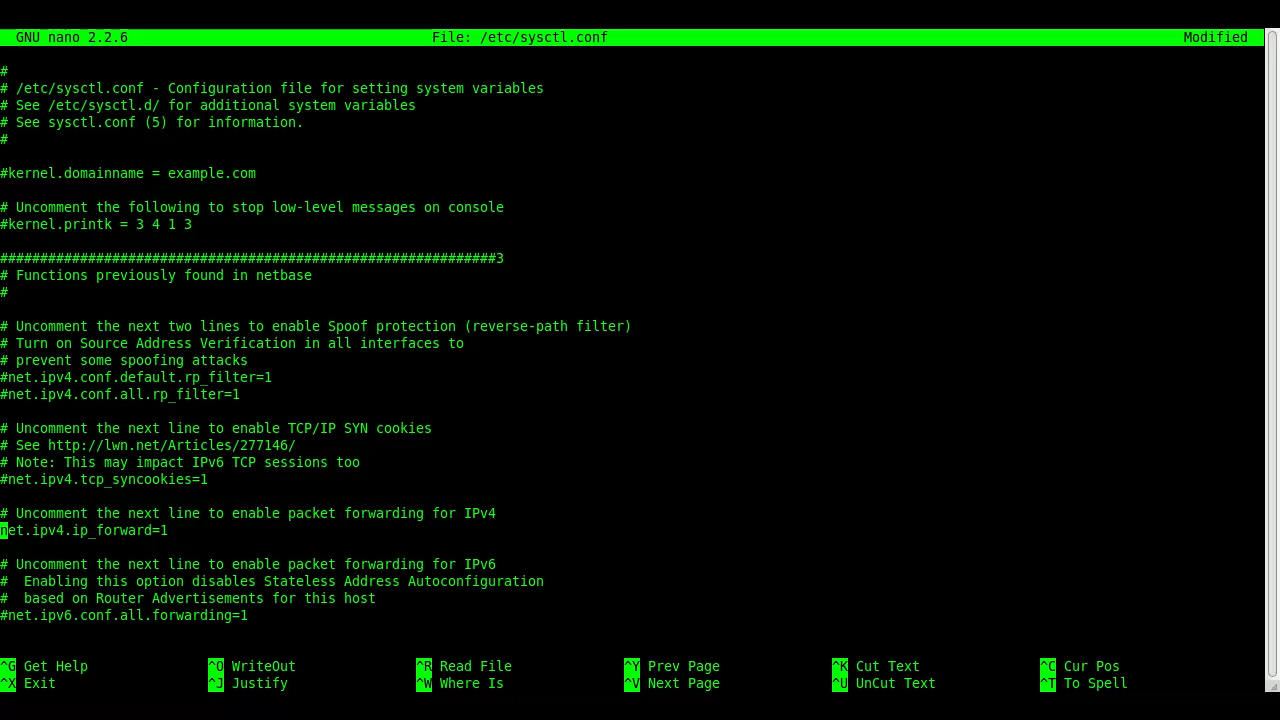 GNU nano 2.2.6 File: /etc/sysctl.conf Modified
#
# /etc/sysctl.conf - Configuration file for setting system variables
# See /etc/sysctl.d/ for additional system variables
# See sysctl.conf (5) for information.
#
#kernel.domainname = example.com
# Uncomment the following to stop low-level messages on console
#kernel.printk = 3 4 1 3
##############################################################3
# Functions previously found in netbase
#
# Uncomment the next two lines to enable Spoof protection (reverse-path filter)
# Turn on Source Address Verification in all interfaces to
# prevent some spoofing attacks
#net.ipv4.conf.default.rp_filter=1
#net.ipv4.conf.all.rp_filter=1
# Uncomment the next line to enable TCP/IP SYN cookies
# See http://lwn.net/Articles/277146/
# Note: This may impact IPv6 TCP sessions too
#net.ipv4.tcp_syncookies=1
# Uncomment the next line to enable packet forwarding for IPv4
net.ipv4.ip_forward=1
# Uncomment the next line to enable packet forwarding for IPv6
#  Enabling this option disables Stateless Address Autoconfiguration
#  based on Router Advertisements for this host
#net.ipv6.conf.all.forwarding=1
^G Get Help ^O WriteOut ^R Read File ^Y Prev Page ^K Cut Text ^C Cur Pos
^X Exit ^J Justify ^W Where Is ^V Next Page ^U UnCut Text ^T To Spell